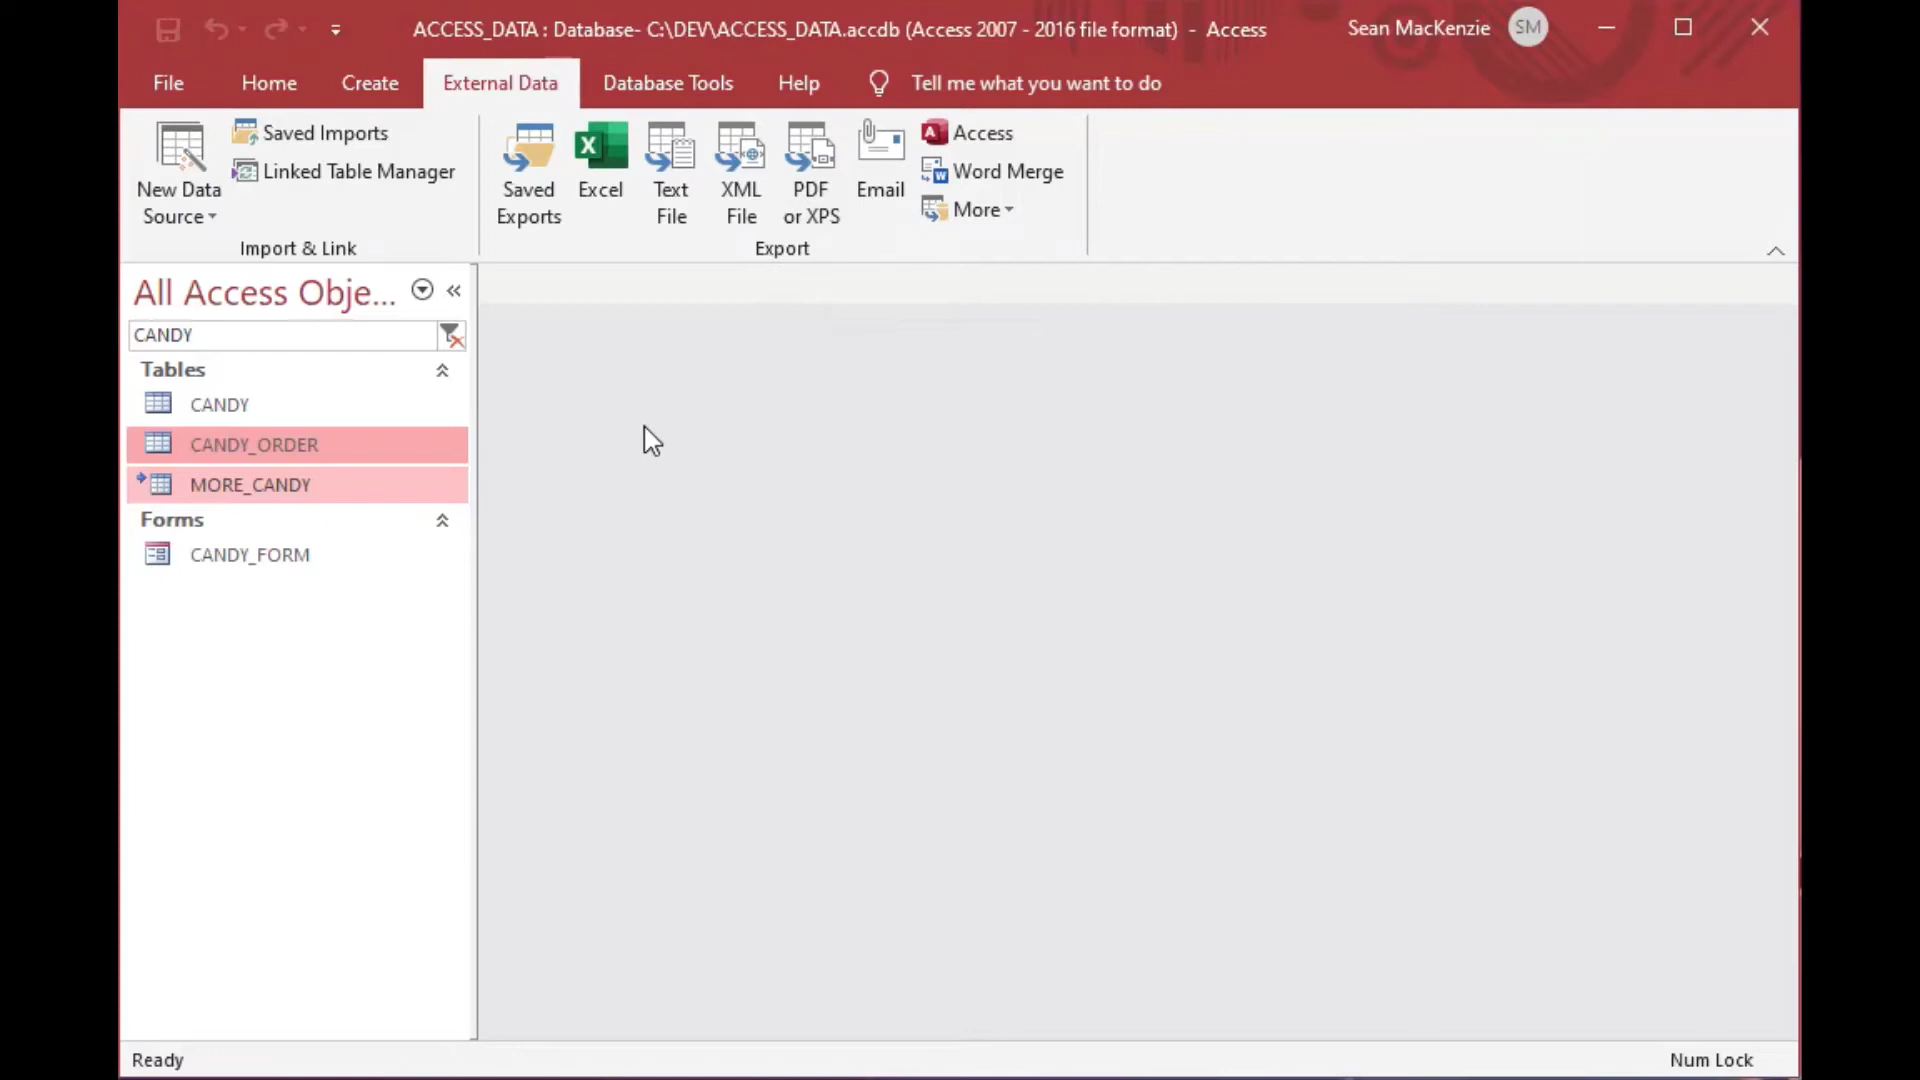 ACCESS_DATA : Database- C:\DEV\ACCESS_DATA.accdb (Access 2007 - 2016 file format) - Access
Sean MacKenzie
SM
File
Home
Create
External Data
Database Tools
Help
Tell me what you want to do
New Data
Source
Saved Imports
Linked Table Manager
Import & Link
Saved
Exports
Excel
Text
File
XML
File
PDF
or XPS
Email
Access
Word Merge
More
Export
All Access Obje...
CANDY
Tables
CANDY
CANDY_ORDER
MORE_CANDY
Forms
CANDY_FORM
Ready
Num Lock